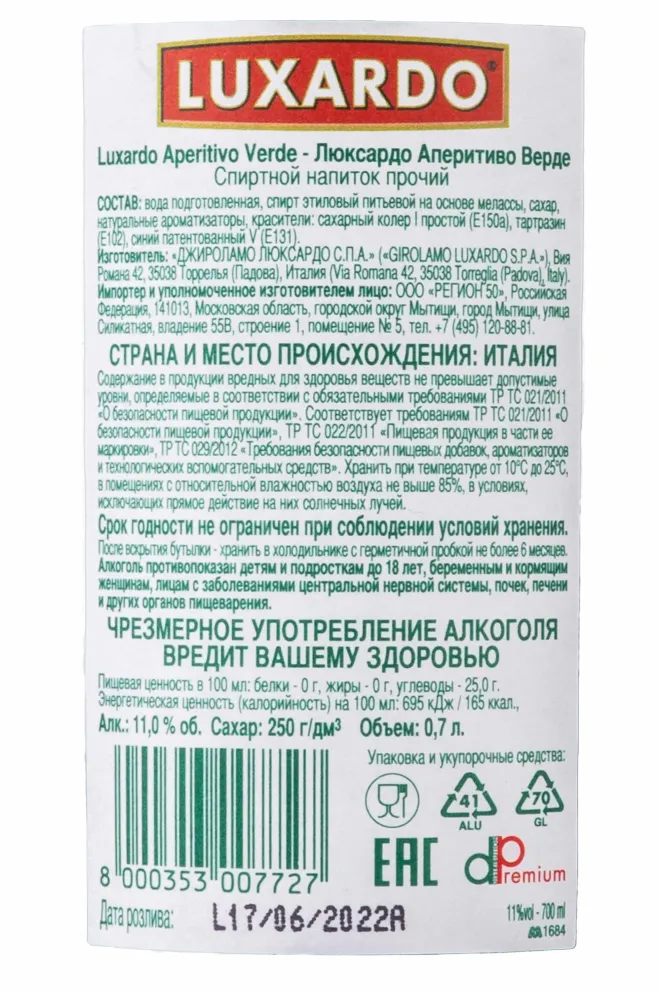 LUXARDO®
Luxardo Aperitivo Verde - Люксардо Аперитиво Верде
Спиртной напиток прочий
СОСТАВ: вода подготовленная, спирт этиловый питьевой на основе мелассы, сахар,
натуральные ароматизаторы, красители: сахарный колер I простой (Е150а), тартразин
(Е102), синий патентованный V (Е131).
Изготовитель: «ДЖИРОЛАМО ЛЮКСАРДО С.П.А.» («GIROLAMO LUXARDO S.P.A.»), Виа
Романа 42, 35038 Торрелья (Падова), Италия (Via Romana 42, 35038 Torreglia (Padova), Italy).
Импортер и уполномоченное изготовителем лицо: ООО «РЕГИОН 50», Российская
Федерация, 141013, Московская область, городской округ Мытищи, город Мытищи, улица
Силикатная, владение 55В, строение 1, помещение № 5, тел. +7 (495) 120-88-81.
СТРАНА И МЕСТО ПРОИСХОЖДЕНИЯ: ИТАЛИЯ
Содержание в продукции вредных для здоровья веществ не превышает допустимые
уровни, определяемые в соответствии с обязательными требованиями ТР ТС 021/2011
«О безопасности пищевой продукции». Соответствует требованиям ТР ТС 021/2011 «О
безопасности пищевой продукции», ТР ТС 022/2011 «Пищевая продукция в части ее
маркировки», ТР ТС 029/2012 «Требования безопасности пищевых добавок, ароматизаторов
и технологических вспомогательных средств». Хранить при температуре от 10°С до 25°С,
в помещениях с относительной влажностью воздуха не выше 85%, в условиях,
исключающих прямое действие на них солнечных лучей.
Срок годности не ограничен при соблюдении условий хранения.
После вскрытия бутылки - хранить в холодильнике с герметичной пробкой не более 6 месяцев.
Алкоголь противопоказан детям и подросткам до 18 лет, беременным и кормящим
женщинам, лицам с заболеваниями центральной нервной системы, почек, печени
и других органов пищеварения.
ЧРЕЗМЕРНОЕ УПОТРЕБЛЕНИЕ АЛКОГОЛЯ
ВРЕДИТ ВАШЕМУ ЗДОРОВЬЮ
Пищевая ценность в 100 мл: белки - 0 г, жиры - 0 г, углеводы - 25,0 г.
Энергетическая ценность (калорийность) на 100 мл: 695 кДж / 165 ккал.,
Алк.: 11,0 % об. Сахар: 250 г/дм³ Объем: 0,7 л.
Упаковка и укупорочные средства:
41
ALU
70
GL
EAC
dPremium
8 000353 007727
Дата розлива: L17/06/2022A
11%vol - 700 ml
1684